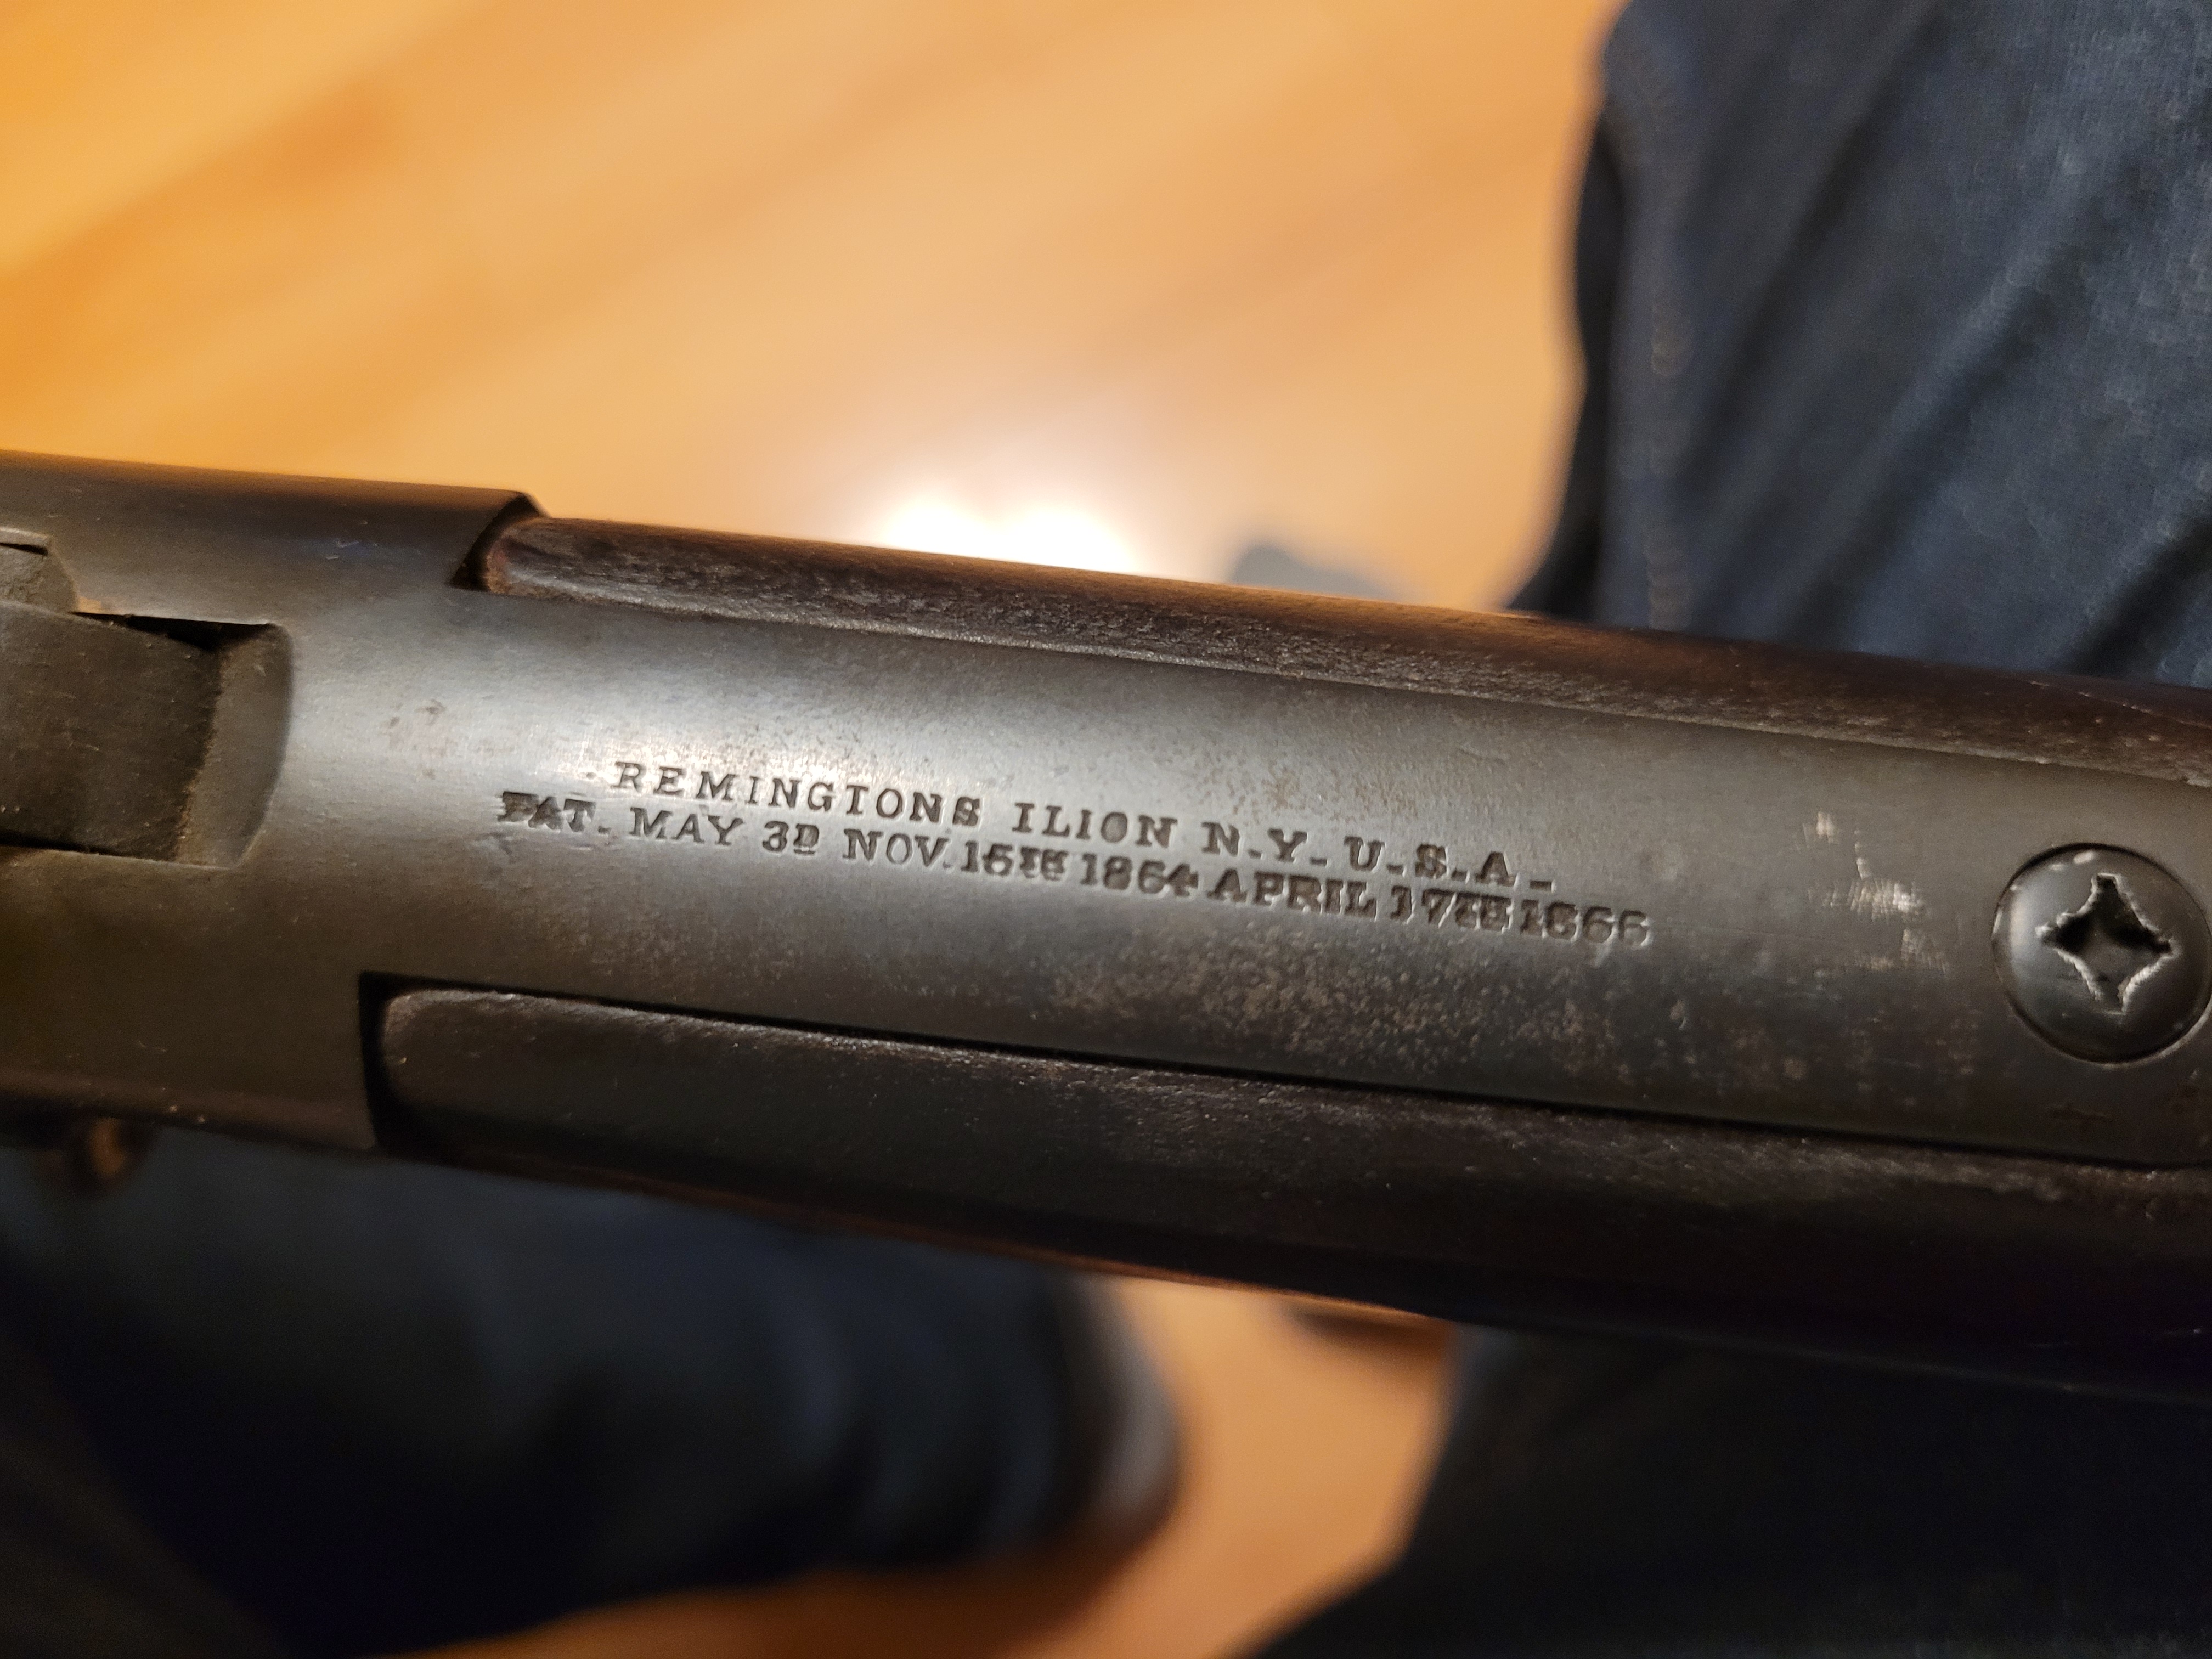 REMINGTONS ILION N.Y. U.S.A.
PAT. MAY 3D NOV. 15TH 1864 APRIL 17TH 1866